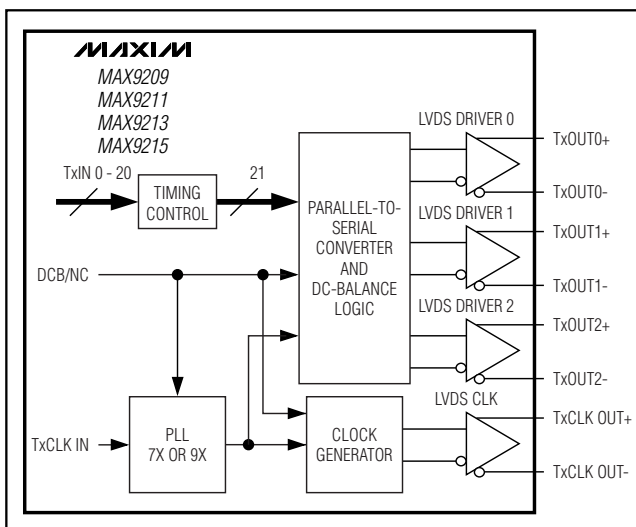 MAXIM
MAX9209
MAX9211
MAX9213
MAX9215
TxIN 0 - 20
TIMING
CONTROL
21
PARALLEL-TO-
SERIAL
CONVERTER
AND
DC-BALANCE
LOGIC
LVDS DRIVER 0
TxOUT0+
TxOUT0-
LVDS DRIVER 1
TxOUT1+
TxOUT1-
DCB/NC
LVDS DRIVER 2
TxOUT2+
TxOUT2-
TxCLK IN
PLL
7X OR 9X
CLOCK
GENERATOR
LVDS CLK
TxCLK OUT+
TxCLK OUT-